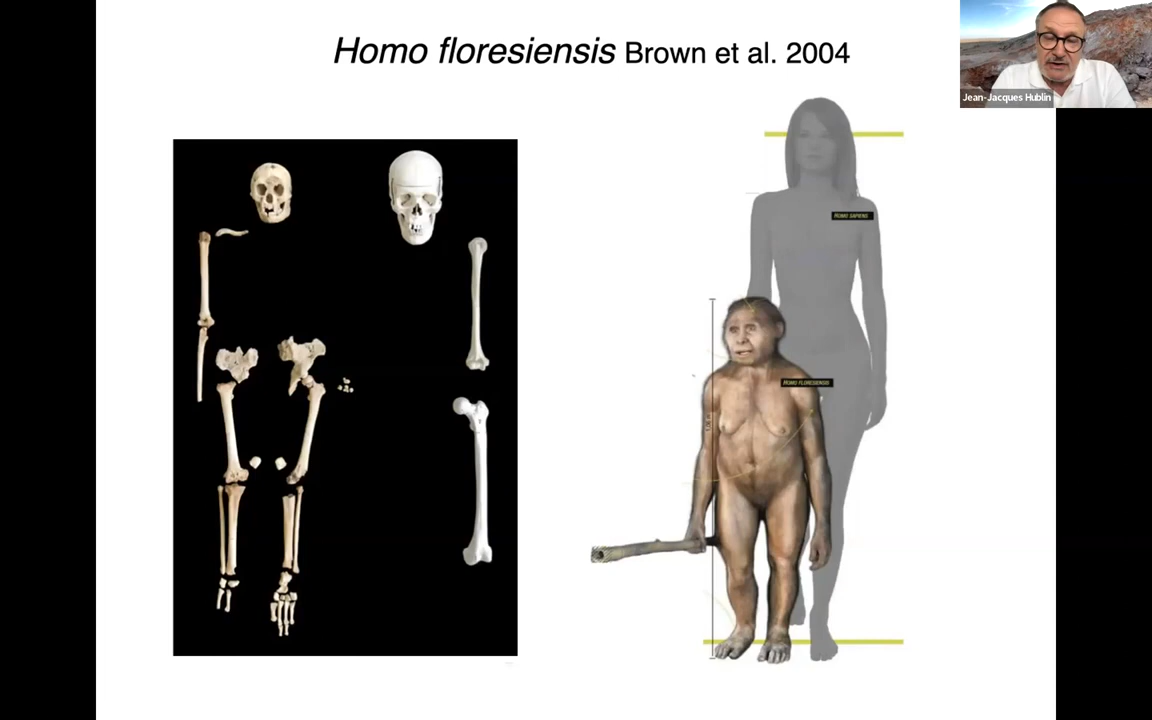 Homo floresiensis Brown et al. 2004
Jean-Jacques Hublin
HOMO SAPIENS
HOMO FLORESIENSIS